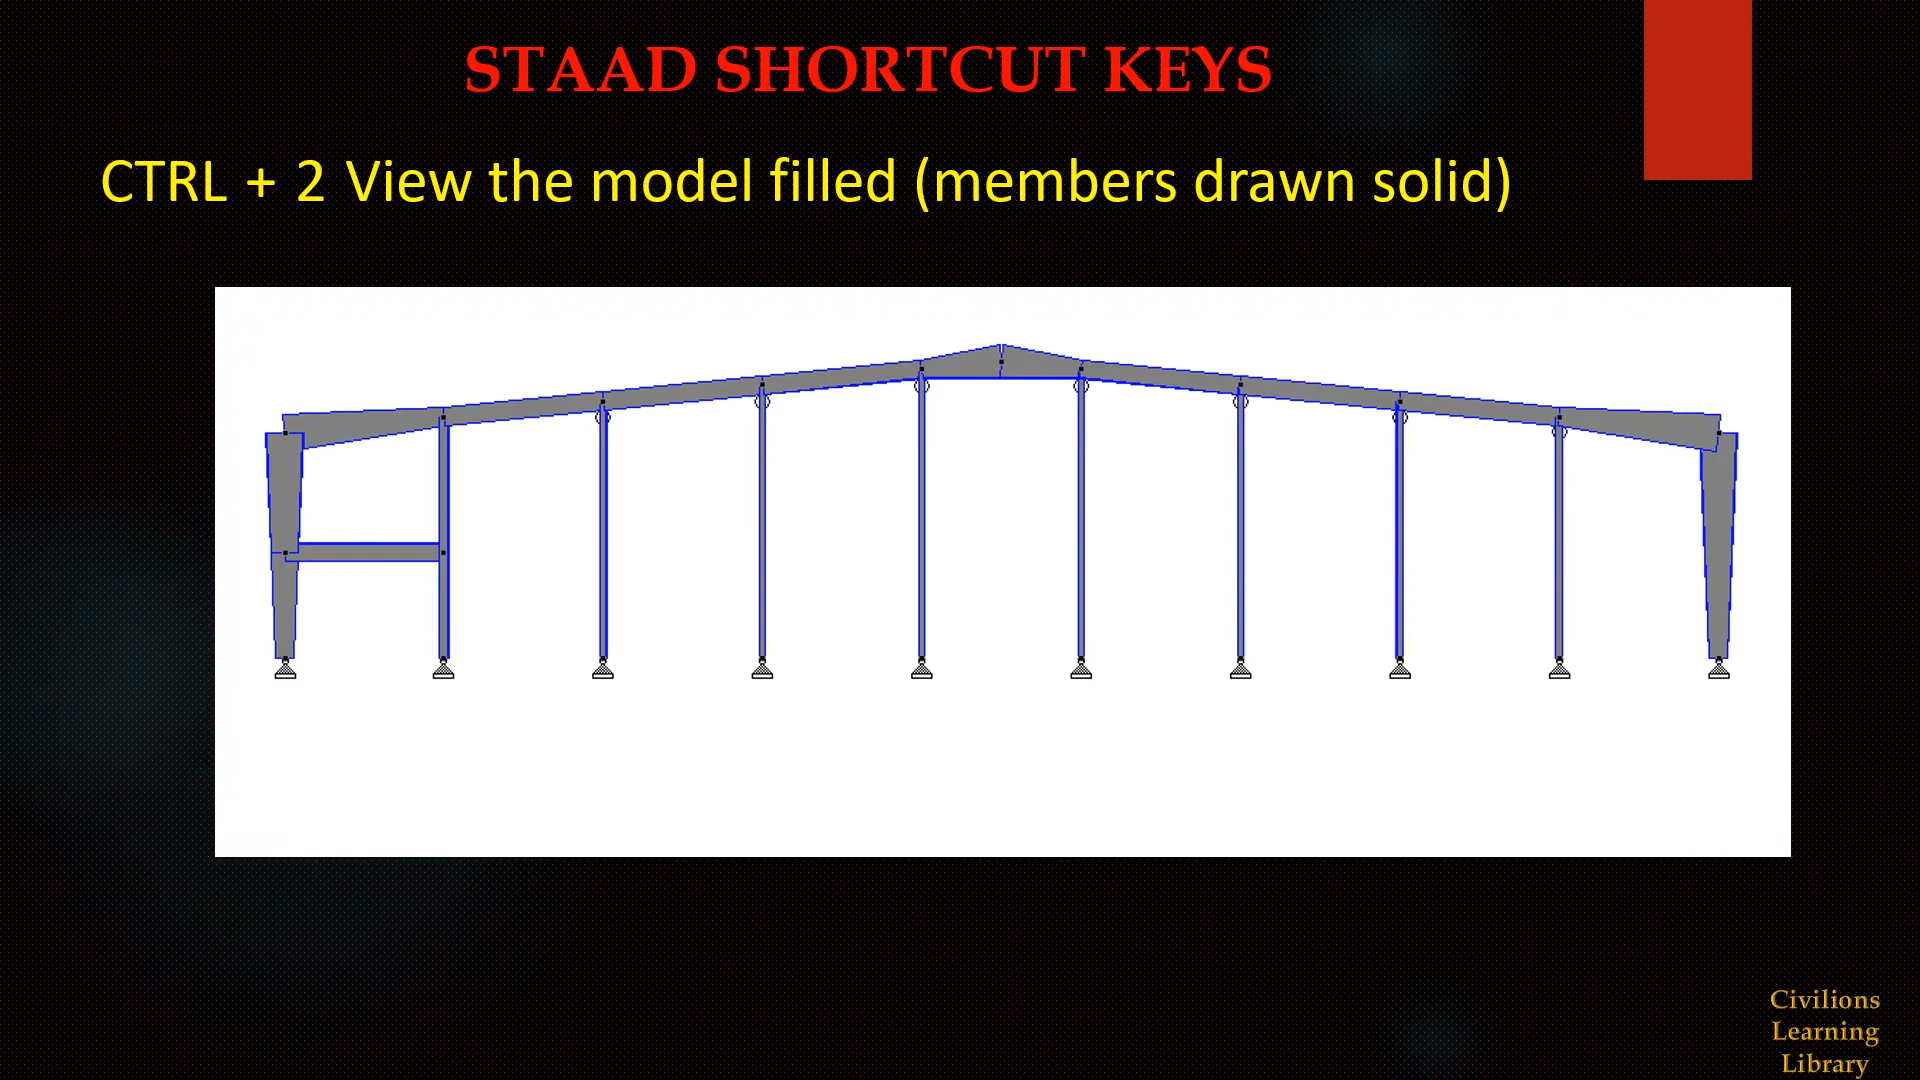 STAAD SHORTCUT KEYS
CTRL + 2 View the model filled (members drawn solid)
Civilions
Learning
Library